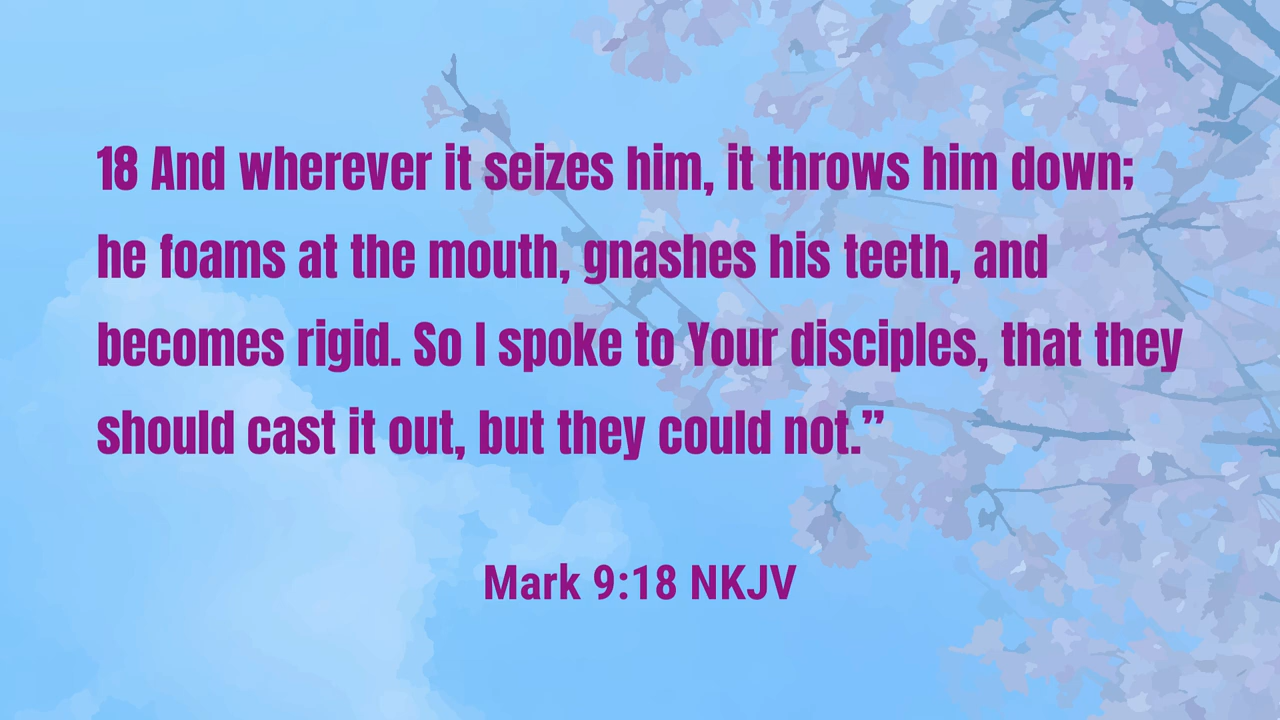 18 And wherever it seizes him, it throws him down;
he foams at the mouth, gnashes his teeth, and
becomes rigid. So I spoke to Your disciples, that they
should cast it out, but they could not.”
Mark 9:18 NKJV